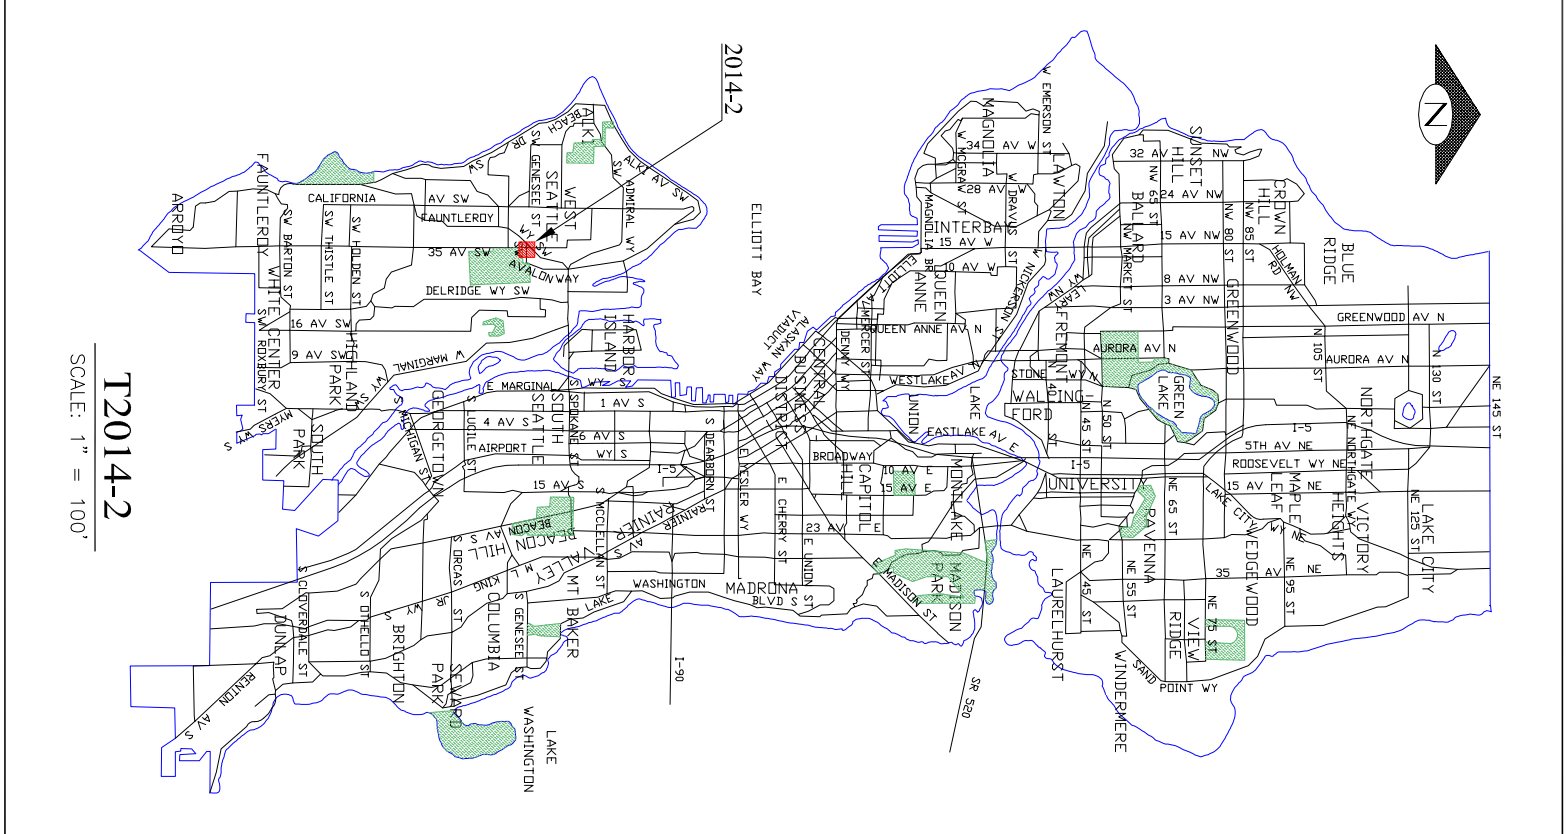 2014-2
N
T2014-2
SCALE: 1" = 100'
ELLIOTT BAY
ALKI
BEACH DR SW
ALKI AV SW
SW ADMIRAL WY
SW GENESEE ST
WEST
SEATTLE
CALIFORNIA
AV SW
FAUNTLEROY
WY SW
35 AV SW
AVALON WAY
DELRIDGE WY SW
FAUNTLEROY
ARROYO
SW BARTON ST
SW THISTLE ST
SW HOLDEN ST
16 AV SW
9 AV SW
WHITE CENTER
SW ROXBURY ST
HIGHLAND
PARK
W MARGINAL
WY
HARBOR
ISLAND
E MARGINAL
WY S
MYERS WY S
SOUTH
PARK
S MICHIGAN ST
GEORGETOWN
S LUCILE ST
SOUTH
SEATTLE
S SPOKANE ST
1 AV S
4 AV S
6 AV S
AIRPORT
WY S
I-5
15 AV S
BEACON
AV S
BEACON HILL
S MCCLELLAN ST
RAINIER
VALLEY
RAINIER
AV S
M L KING
JR WY S
S ORCAS ST
S CLOVERDALE ST
S OTHELLO ST
S GENESEE ST
COLUMBIA
MT BAKER
BRIGHTON
DUNLAP
SEWARD
PARK
RENTON AV S
LAKE
WASHINGTON
BLVD S
LAKE
WASHINGTON
I-90
MADRONA
S DEARBORN ST
E YESLER WY
E CHERRY ST
E UNION ST
23 AV E
E MADISON ST
MADISON
PARK
MONTLAKE
CAPITOL
HILL
BROADWAY
10 AV E
15 AV E
ALASKAN WAY
VIADUCT
CENTRAL
BUSINESS
DISTRICT
DENNY WY
MERCER ST
ELLIOTT AV
QUEEN ANNE AV N
QUEEN
ANNE
10 AV W
15 AV W
INTERBAY
MAGNOLIA BR
W DRAVUS ST
28 AV W
34 AV W
W MCGRAW ST
MAGNOLIA
W EMERSON ST
LAWTON
W NICKERSON ST
WESTLAKE AV N
LAKE
UNION
EASTLAKE AV E
SR 520
SUNSET
HILL
32 AV NW
24 AV NW
NW 65 ST
BALLARD
NW MARKET ST
15 AV NW
8 AV NW
3 AV NW
LEARY WY NW
FREMONT
CROWN
HILL
NW 85 ST
NW 80 ST
HOLMAN RD NW
BLUE
RIDGE
GREENWOOD
GREENWOOD AV N
N 105 ST
AURORA AV N
AURORA AV N
N 130 ST
NE 145 ST
STONE WY N
WALLING-
FORD
N 45 ST
N 50 ST
GREEN
LAKE
I-5
I-5
5TH AV NE
ROOSEVELT WY NE
15 AV NE
NORTHGATE
NE NORTHGATE WY
UNIVERSITY
NE 65 ST
LAKE CITY WY NE
MAPLE
LEAF
VICTORY
HEIGHTS
NE 125 ST
LAKE CITY
RAVENNA
WEDGEWOOD
35 AV NE
NE 95 ST
NE 55 ST
NE 45 ST
NE 75 ST
VIEW
RIDGE
LAURELHURST
WINDERMERE
SAND POINT WY